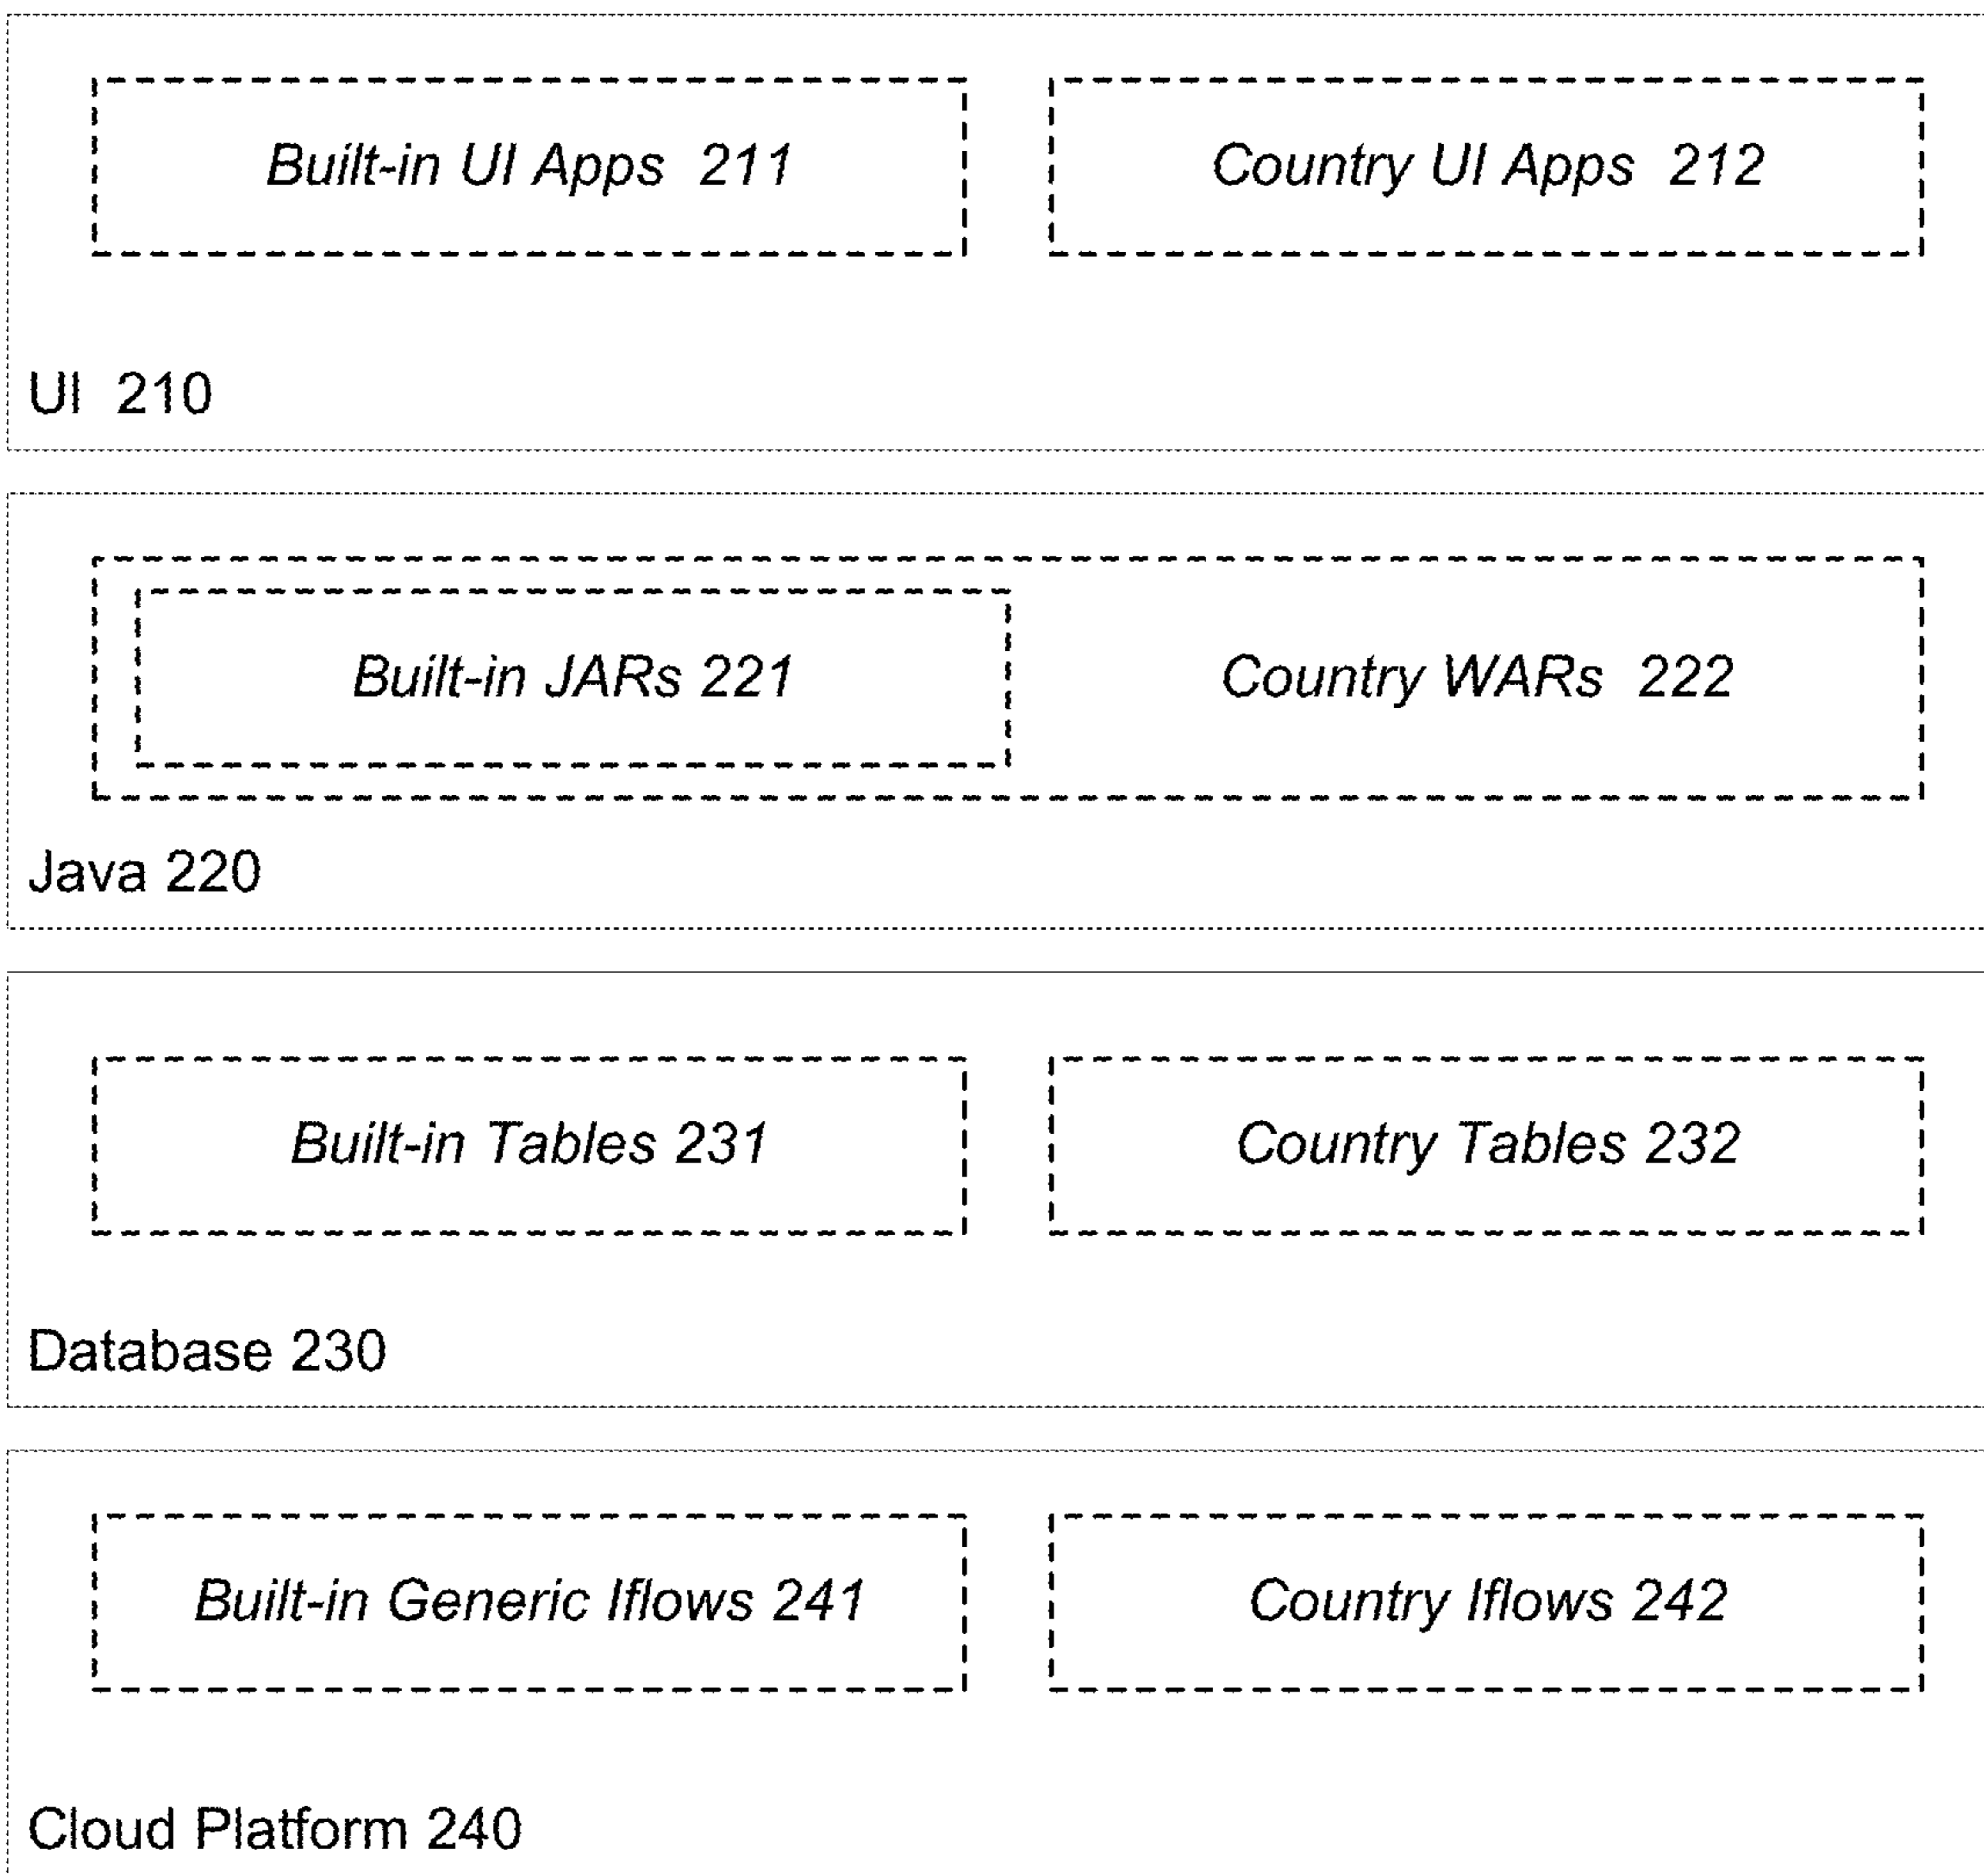 Built-in UI Apps 211
Country UI Apps 212
UI 210
Built-in JARs 221
Country WARs 222
Java 220
Built-in Tables 231
Country Tables 232
Database 230
Built-in Generic Iflows 241
Country Iflows 242
Cloud Platform 240